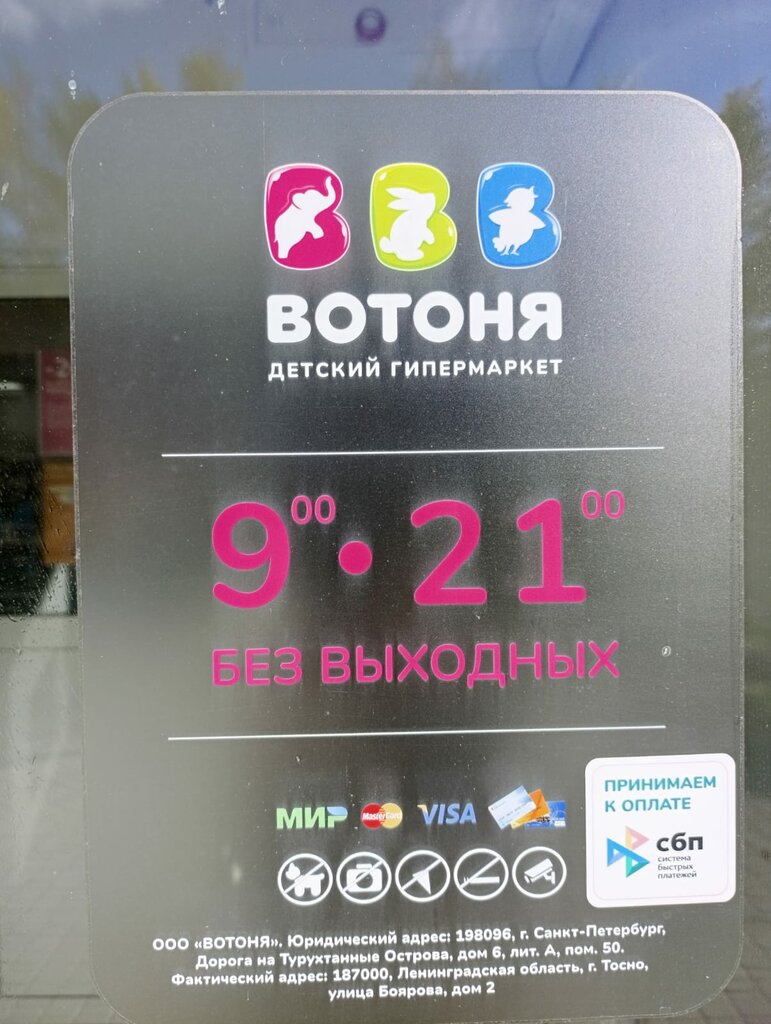 ВВВ
ВОТОНЯ
ДЕТСКИЙ ГИПЕРМАРКЕТ
9⁰⁰ • 21⁰⁰
БЕЗ ВЫХОДНЫХ
МИР MasterCard VISA
ПРИНИМАЕМ
К ОПЛАТЕ
сбп
система
быстрых
платежей
ООО «ВОТОНЯ». Юридический адрес: 198096, г. Санкт-Петербург,
Дорога на Турухтанные Острова, дом 6, лит. А, пом. 50.
Фактический адрес: 187000, Ленинградская область, г. Тосно,
улица Боярова, дом 2